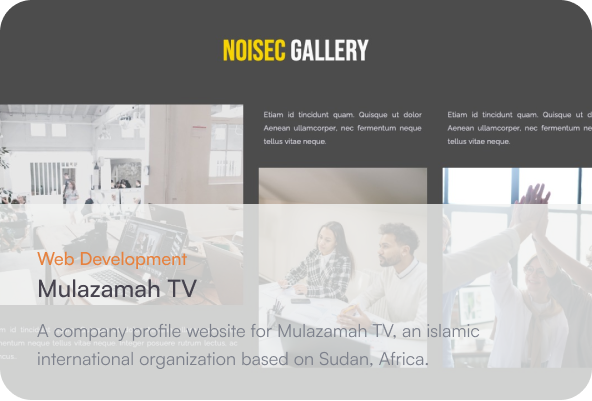 NOISEC GALLERY
Etiam id tincidunt quam. Quisque ut dolor
Aenean ullamcorper, nec fermentum neque
tellus vitae neque.
Etiam id tincidunt quam. Quisque ut d
Aenean ullamcorper, nec fermentum ne
tellus vitae neque.
Web Development
Mulazamah TV
A company profile website for Mulazamah TV, an islamic
international organization based on Sudan, Africa.